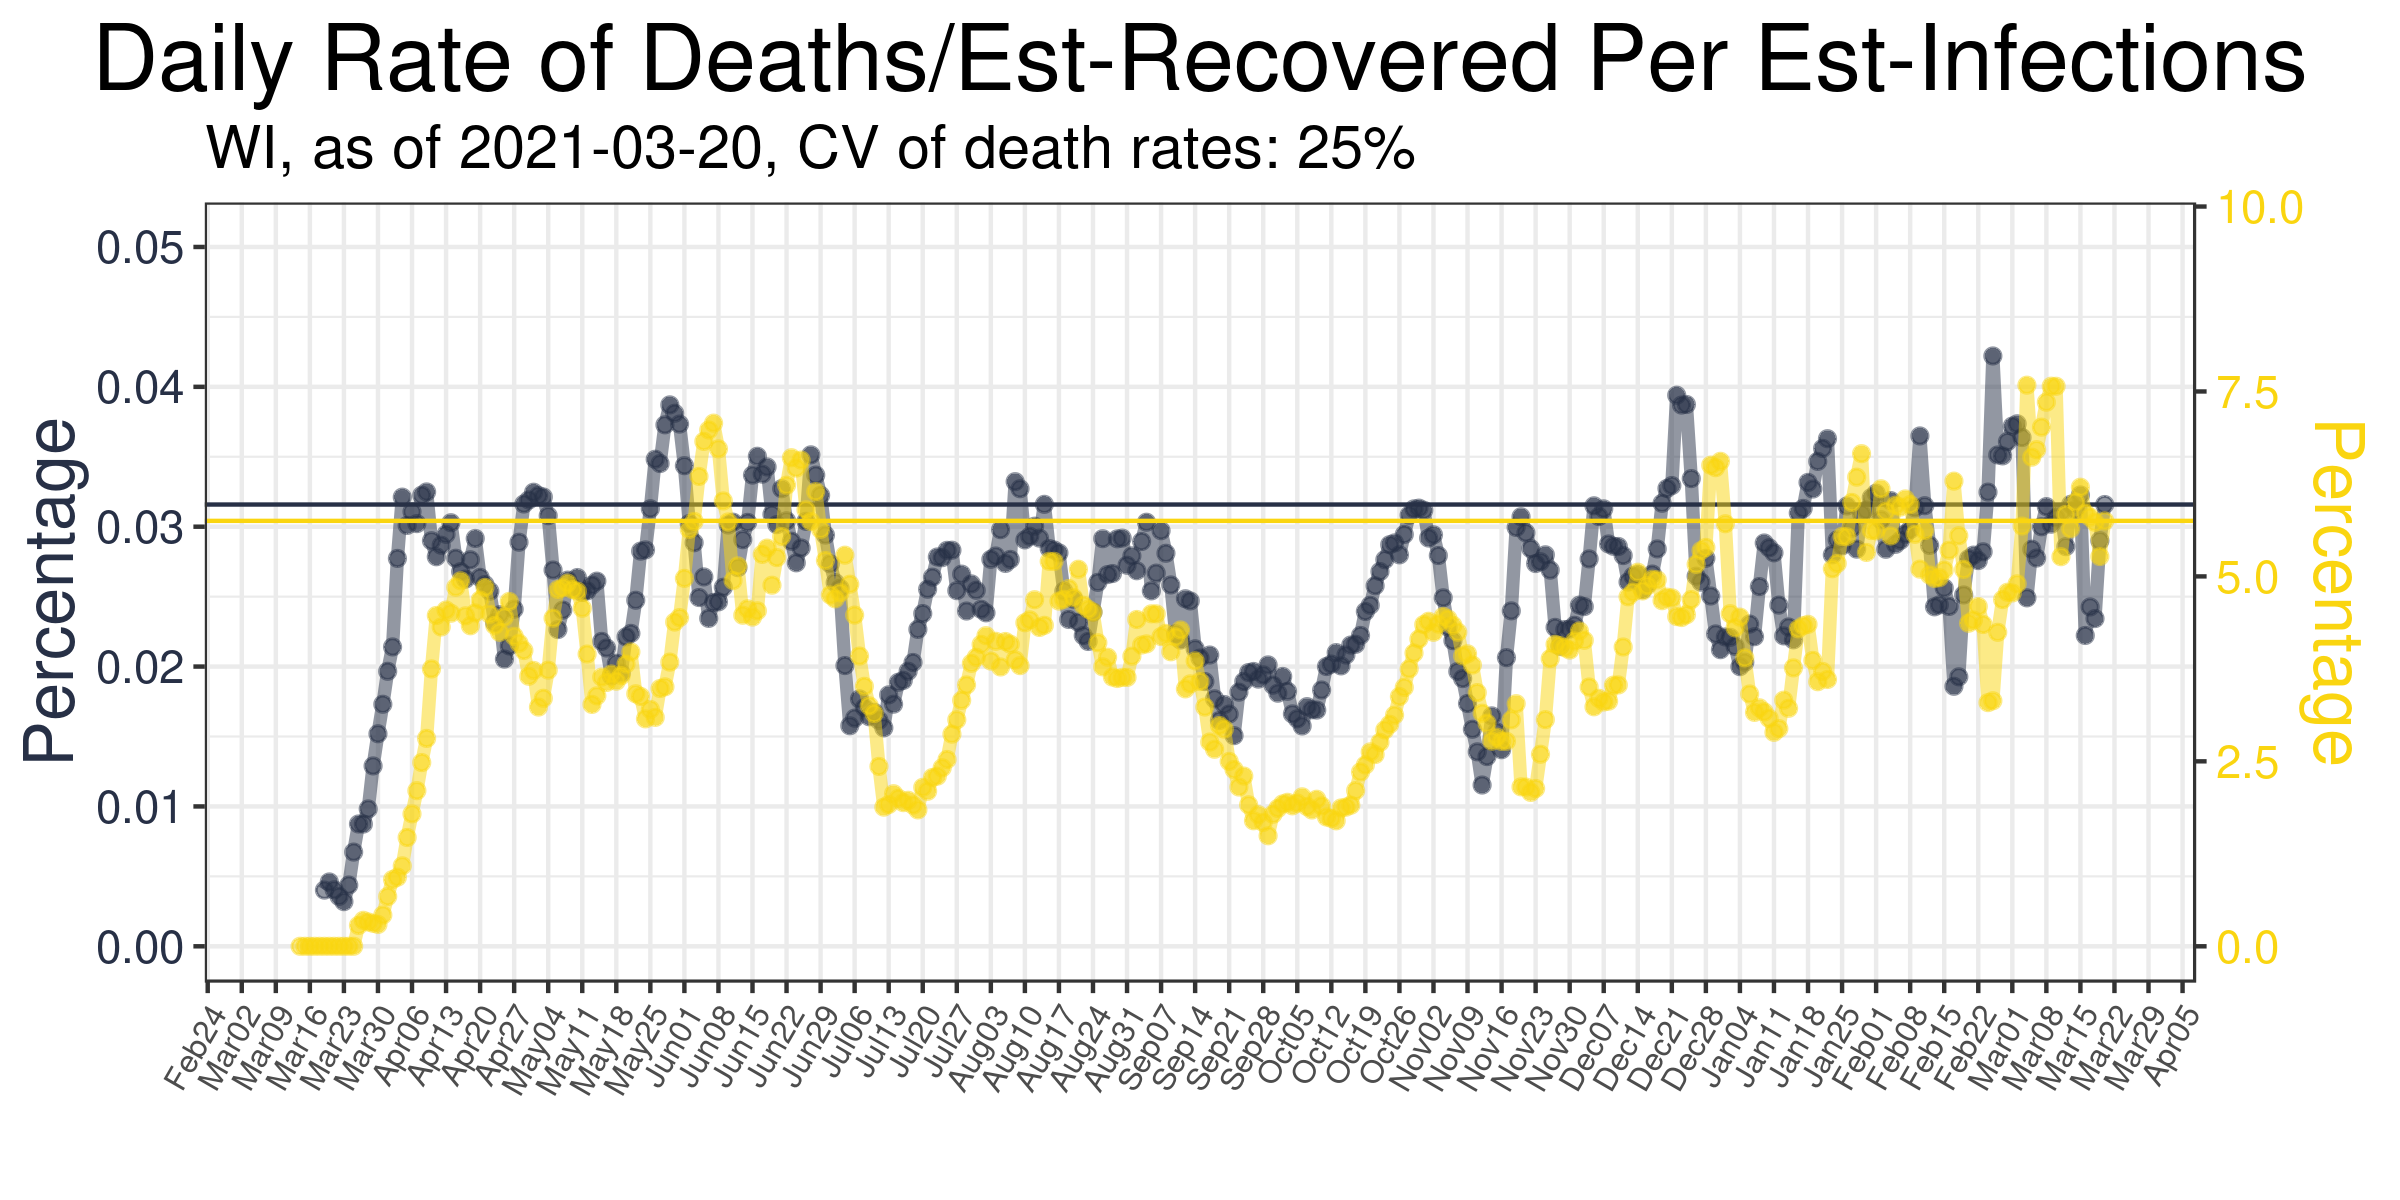 Daily Rate of Deaths/Est-Recovered Per Est-Infections
WI, as of 2021-03-20, CV of death rates: 25%
Percentage
0.05
0.04
0.03
0.02
0.01
0.00
10.0
7.5
5.0
2.5
0.0
Percentage
Feb24
Mar02
Mar09
Mar16
Mar23
Mar30
Apr06
Apr13
Apr20
Apr27
May04
May11
May18
May25
Jun01
Jun08
Jun15
Jun22
Jun29
Jul06
Jul13
Jul20
Jul27
Aug03
Aug10
Aug17
Aug24
Aug31
Sep07
Sep14
Sep21
Sep28
Oct05
Oct12
Oct19
Oct26
Nov02
Nov09
Nov16
Nov23
Nov30
Dec07
Dec14
Dec21
Dec28
Jan04
Jan11
Jan18
Jan25
Feb01
Feb08
Feb15
Feb22
Mar01
Mar08
Mar15
Mar22
Mar29
Apr05